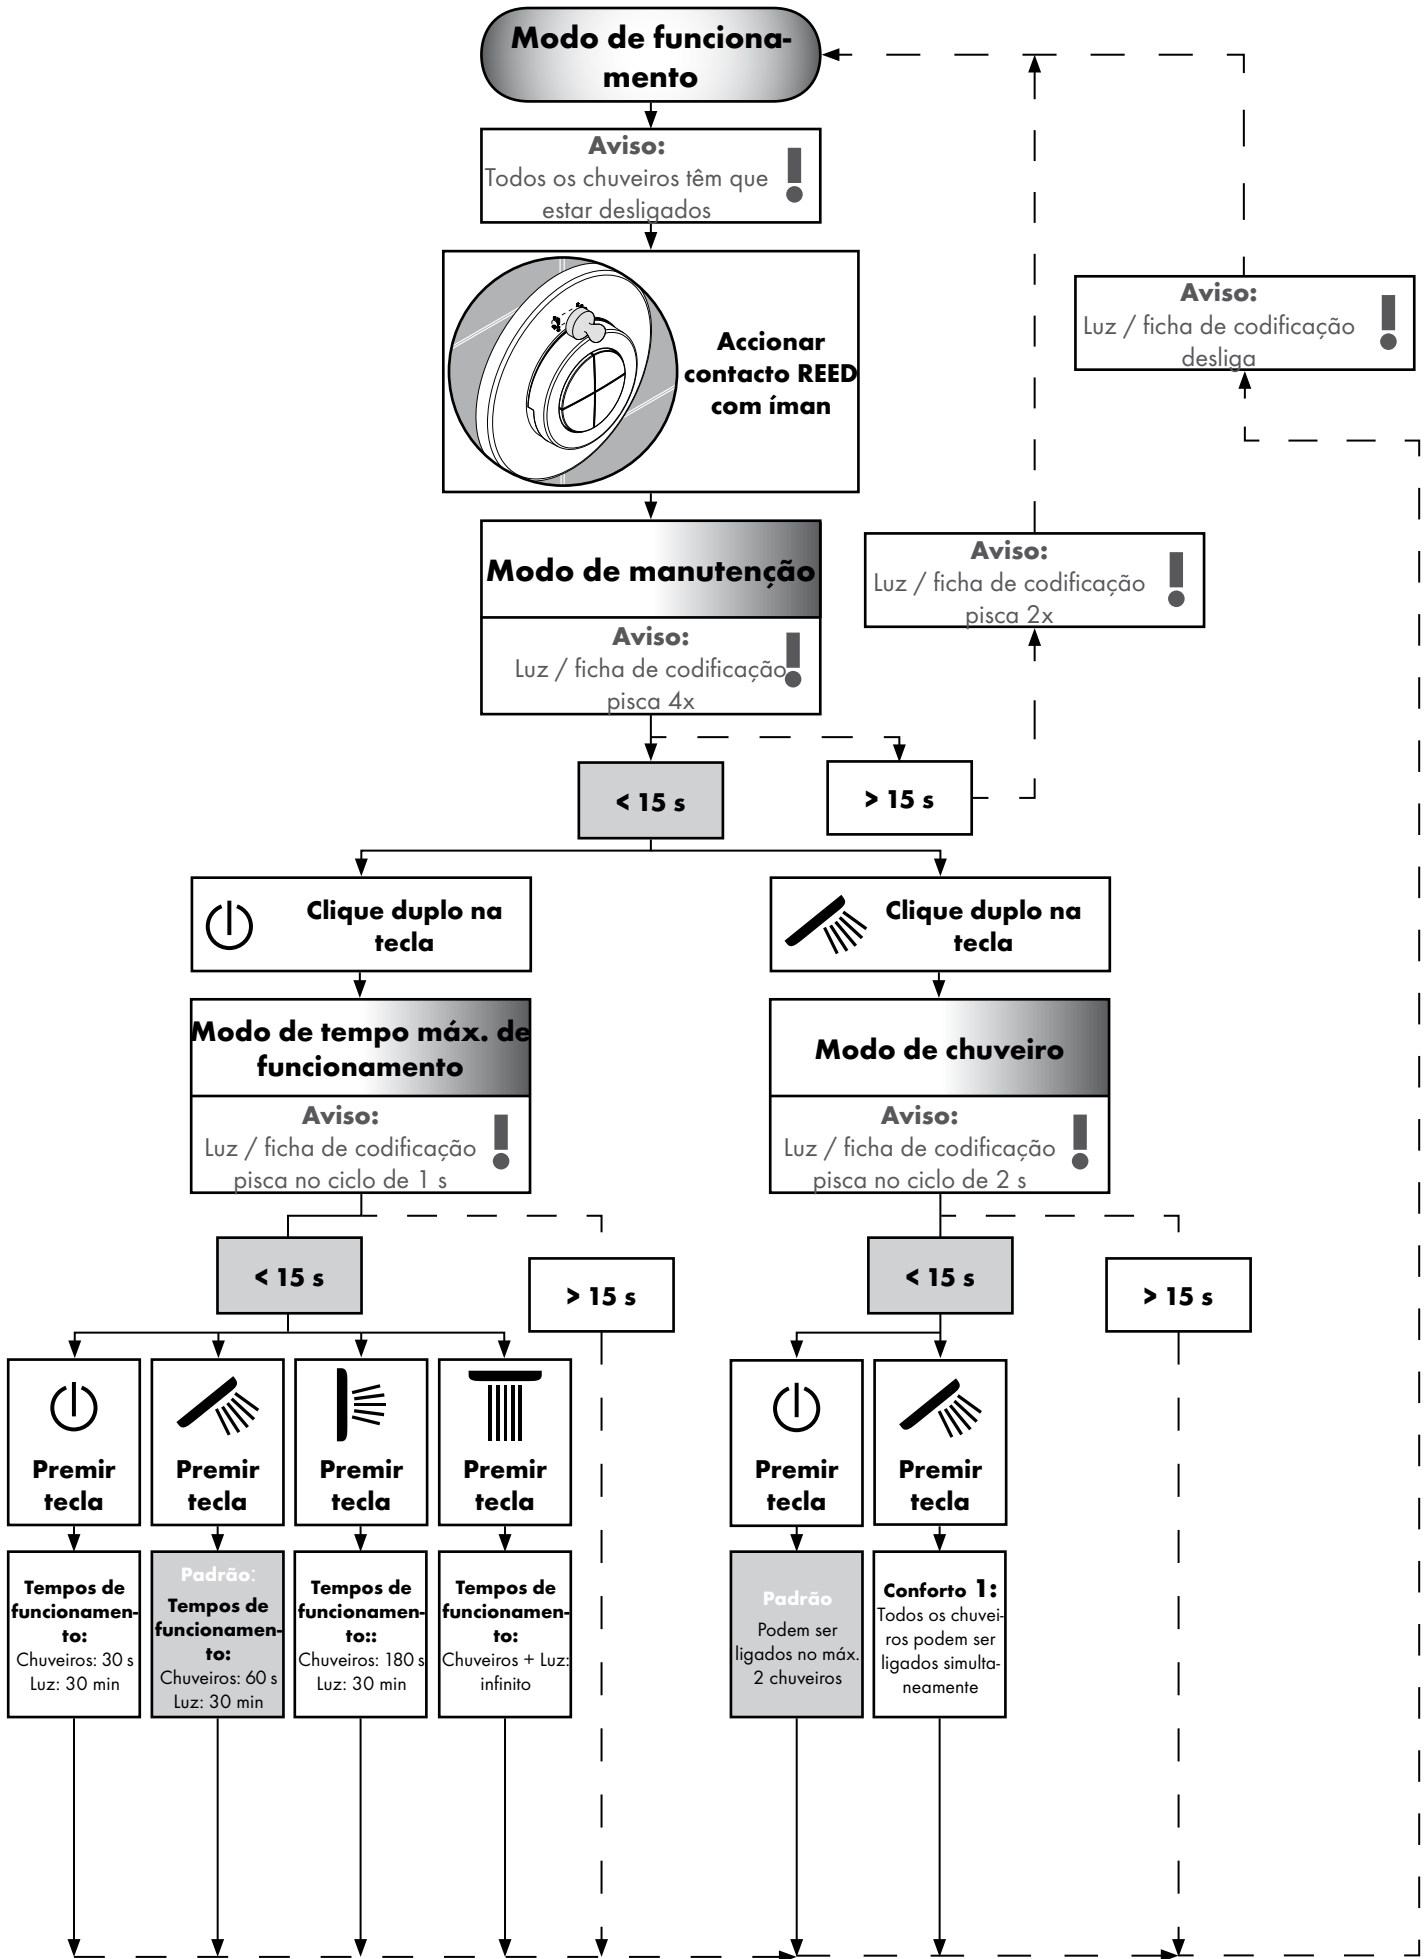 Modo de funciona-
mento
Aviso:
Todos os chuveiros têm que
estar desligados
Accionar
contacto REED
com íman
Aviso:
Luz / ficha de codificação
desliga
Modo de manutenção
Aviso:
Luz / ficha de codificação
pisca 4x
Aviso:
Luz / ficha de codificação
pisca 2x
< 15 s
> 15 s
Clique duplo na
tecla
Clique duplo na
tecla
Modo de tempo máx. de
funcionamento
Aviso:
Luz / ficha de codificação
pisca no ciclo de 1 s
Modo de chuveiro
Aviso:
Luz / ficha de codificação
pisca no ciclo de 2 s
< 15 s
> 15 s
< 15 s
> 15 s
Premir
tecla
Premir
tecla
Premir
tecla
Premir
tecla
Premir
tecla
Premir
tecla
Tempos de
funcionamen-
to:
Chuveiros: 30 s
Luz: 30 min
Padrão:
Tempos de
funcionamen-
to:
Chuveiros: 60 s
Luz: 30 min
Tempos de
funcionamen-
to::
Chuveiros: 180 s
Luz: 30 min
Tempos de
funcionamen-
to:
Chuveiros + Luz:
infinito
Padrão
Podem ser
ligados no máx.
2 chuveiros
Conforto 1:
Todos os chuvei-
ros podem ser
ligados simulta-
neamente